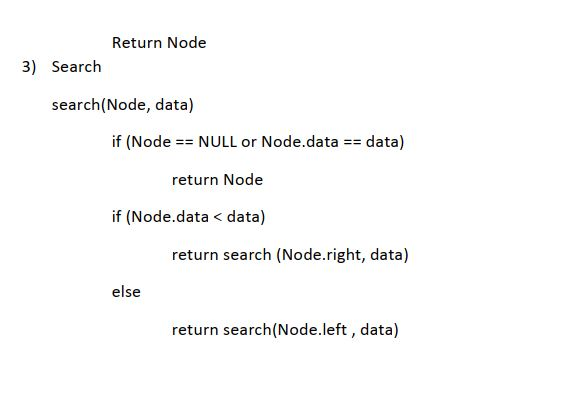 Return Node
3) Search
search(Node, data)
if (Node == NULL or Node.data == data)
return Node
if (Node.data < data)
return search (Node.right, data)
else
return search(Node.left , data)